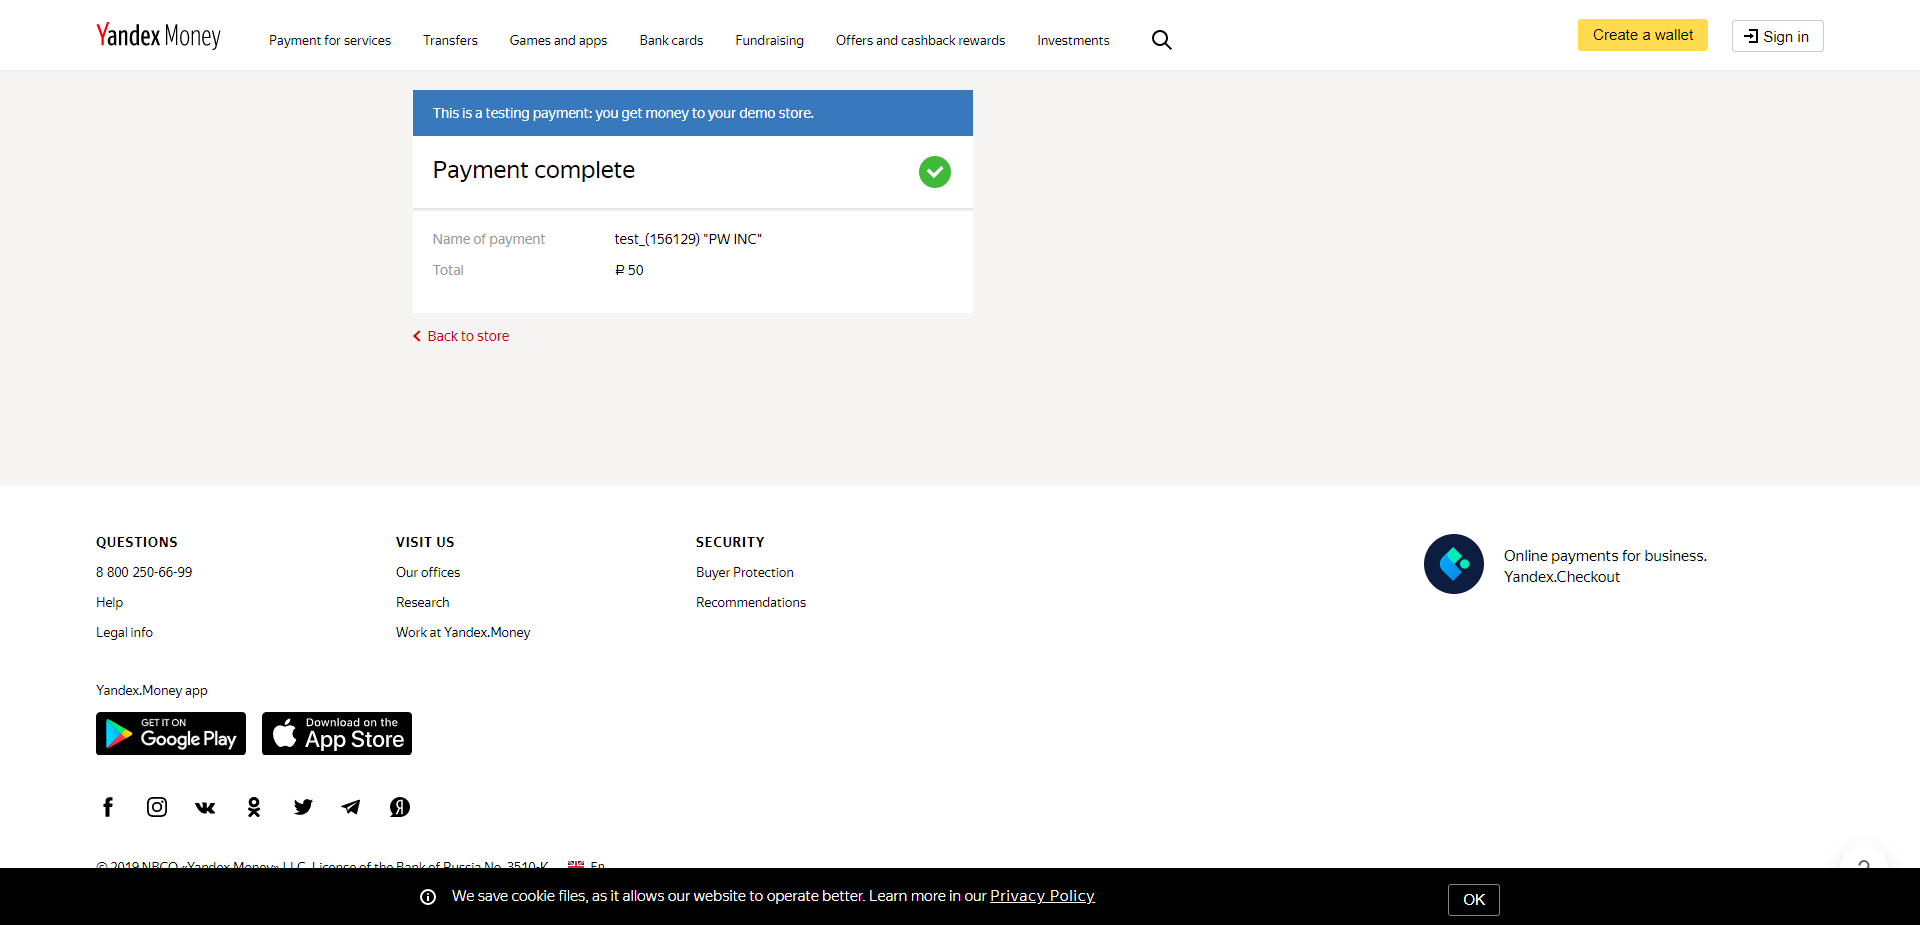 Yandex Money
Payment for services
Transfers
Games and apps
Bank cards
Fundraising
Offers and cashback rewards
Investments
Create a wallet
Sign in
This is a testing payment: you get money to your demo store.
Payment complete
Name of payment
test_(156129) "PW INC"
Total
₽ 50
Back to store
QUESTIONS
8 800 250-66-99
Help
Legal info
VISIT US
Our offices
Research
Work at Yandex.Money
SECURITY
Buyer Protection
Recommendations
Online payments for business.
Yandex.Checkout
Yandex.Money app
GET IT ON
Google Play
Download on the
App Store
© 2019 NBCO «Yandex.Money» LLC. License of the Bank of Russia No. 3510-K
En
We save cookie files, as it allows our website to operate better. Learn more in our Privacy Policy
OK